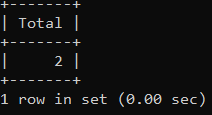 +-------+
| Total |
+-------+
|     2 |
+-------+
1 row in set (0.00 sec)